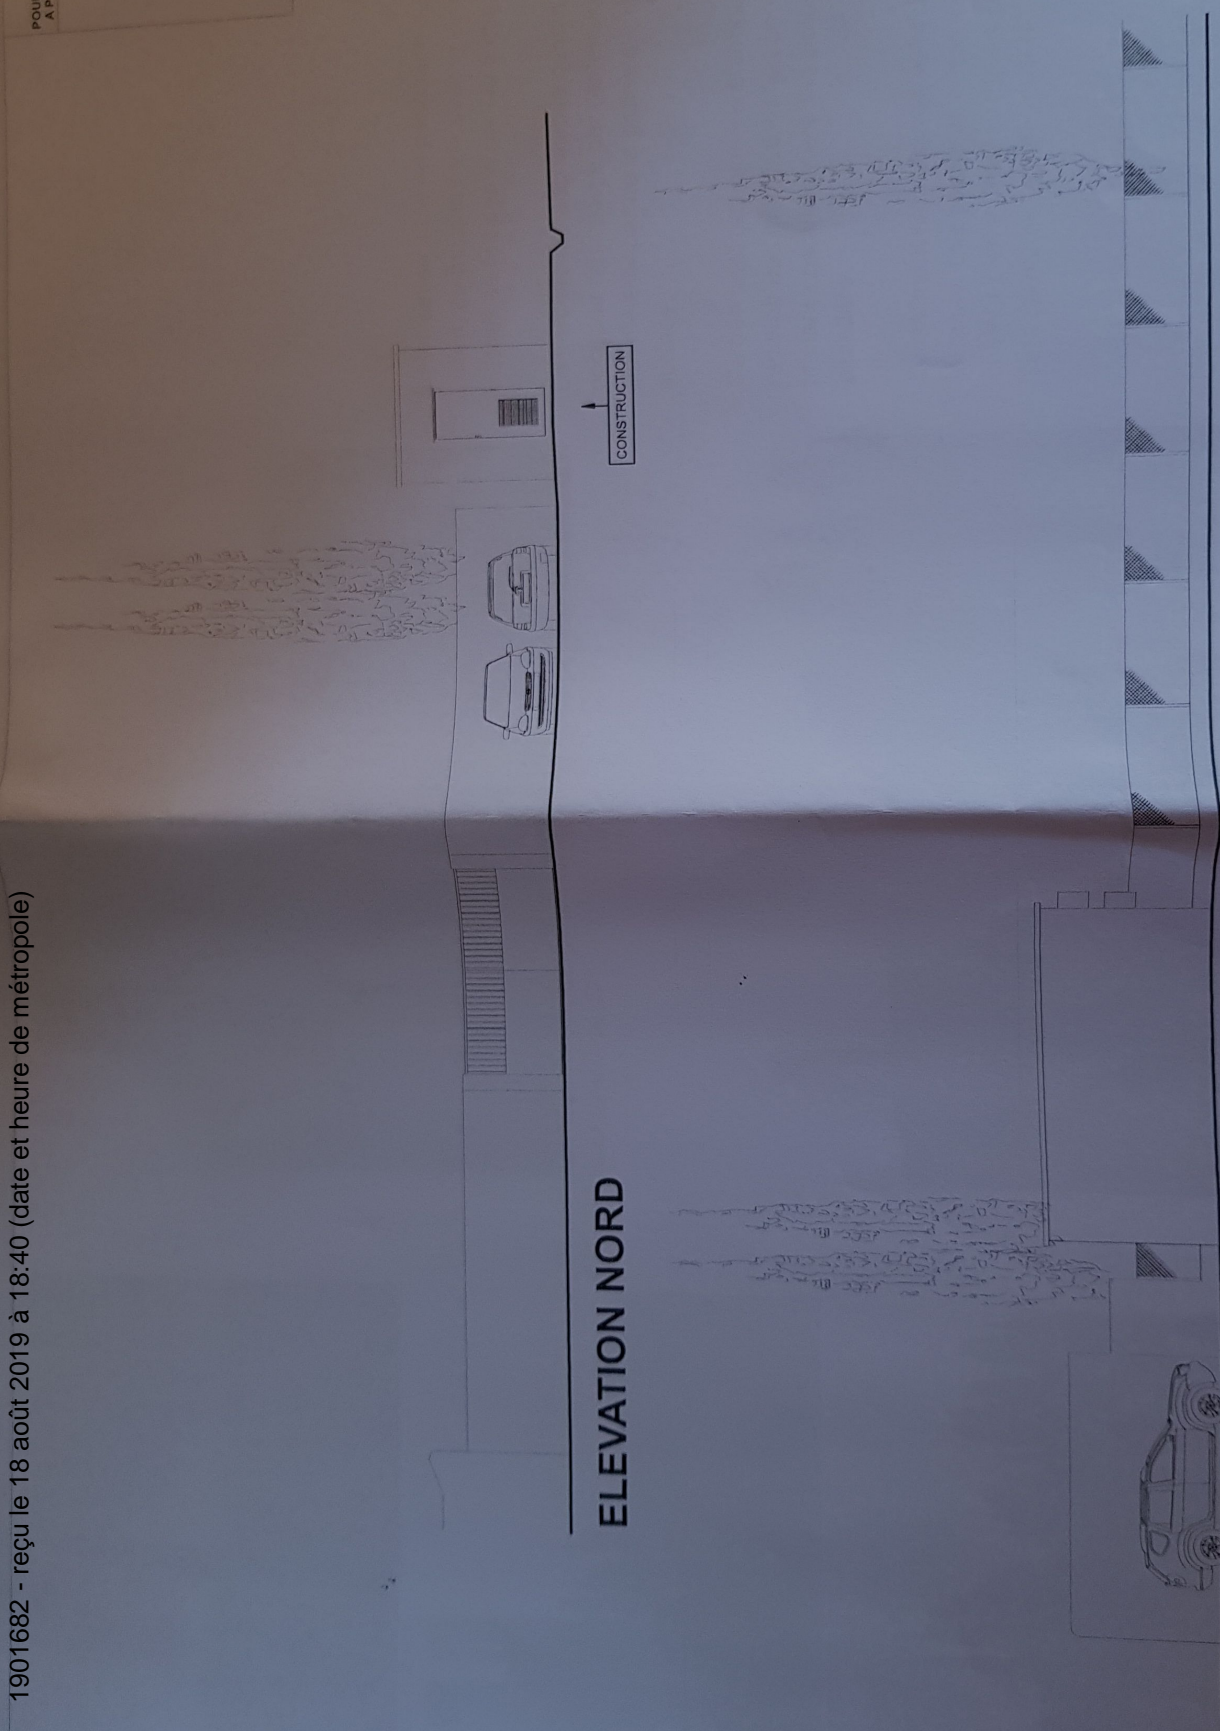 1901682 - reçu le 18 août 2019 à 18:40 (date et heure de métropole)
CONSTRUCTION
ELEVATION NORD